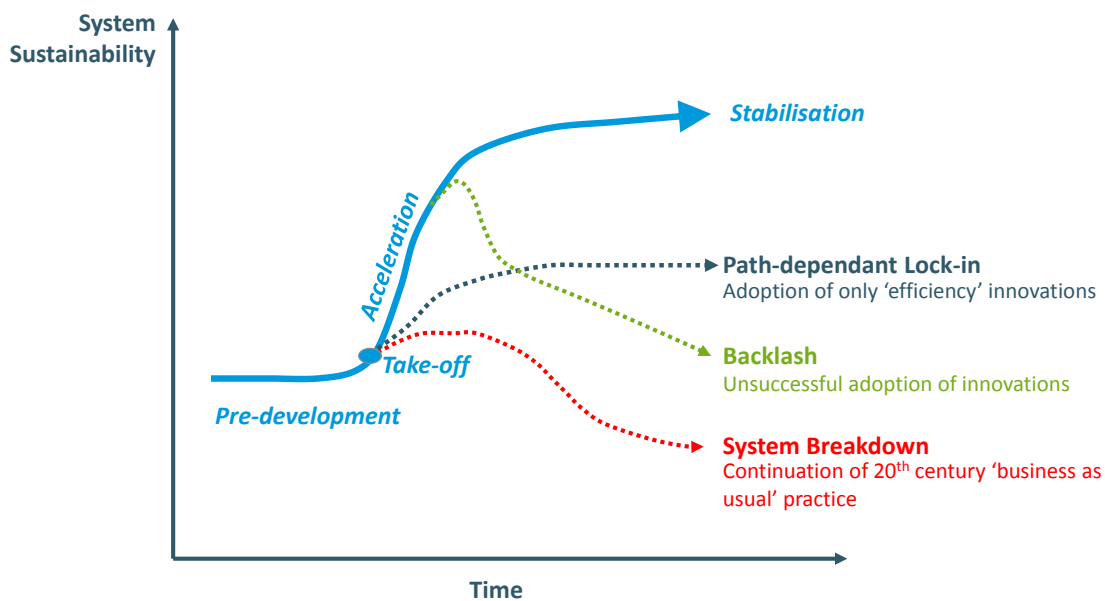 System
Sustainability
Stabilisation
Acceleration
Path-dependant Lock-in
Adoption of only ‘efficiency’ innovations
Take-off
Backlash
Unsuccessful adoption of innovations
Pre-development
System Breakdown
Continuation of 20th century ‘business as
usual’ practice
Time